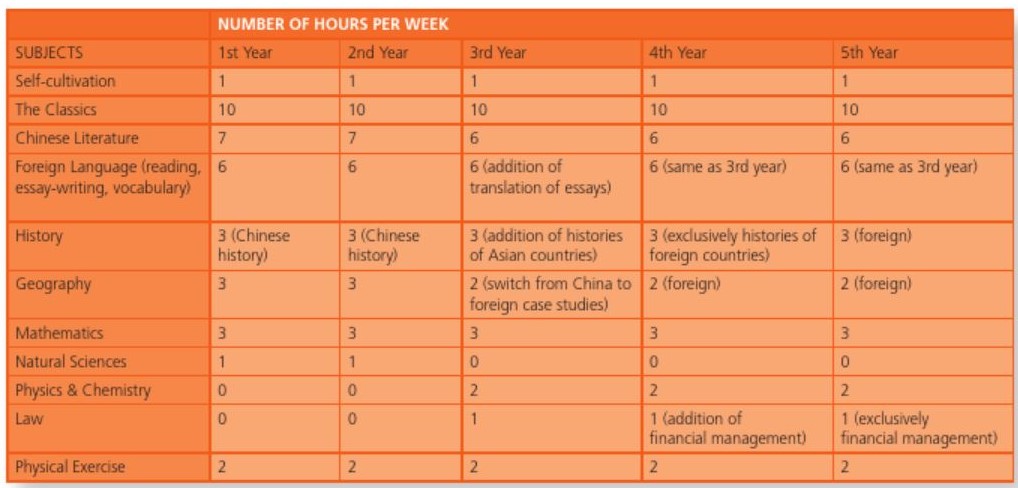 NUMBER OF HOURS PER WEEK
SUBJECTS 1st Year 2nd Year 3rd Year 4th Year 5th Year
Self-cultivation 1 1 1 1 1
The Classics 10 10 10 10 10
Chinese Literature 7 7 6 6 6
Foreign Language (reading, 6 6 6 (addition of 6 (same as 3rd year) 6 (same as 3rd year)
essay-writing, vocabulary) translation of essays)
History 3 (Chinese 3 (Chinese 3 (addition of histories 3 (exclusively histories of 3 (foreign)
history) history) of Asian countries) foreign countries)
Geography 3 3 2 (switch from China to 2 (foreign) 2 (foreign)
foreign case studies)
Mathematics 3 3 3 3 3
Natural Sciences 1 1 0 0 0
Physics & Chemistry 0 0 2 2 2
Law 0 0 1 1 (addition of 1 (exclusively
financial management) financial management)
Physical Exercise 2 2 2 2 2